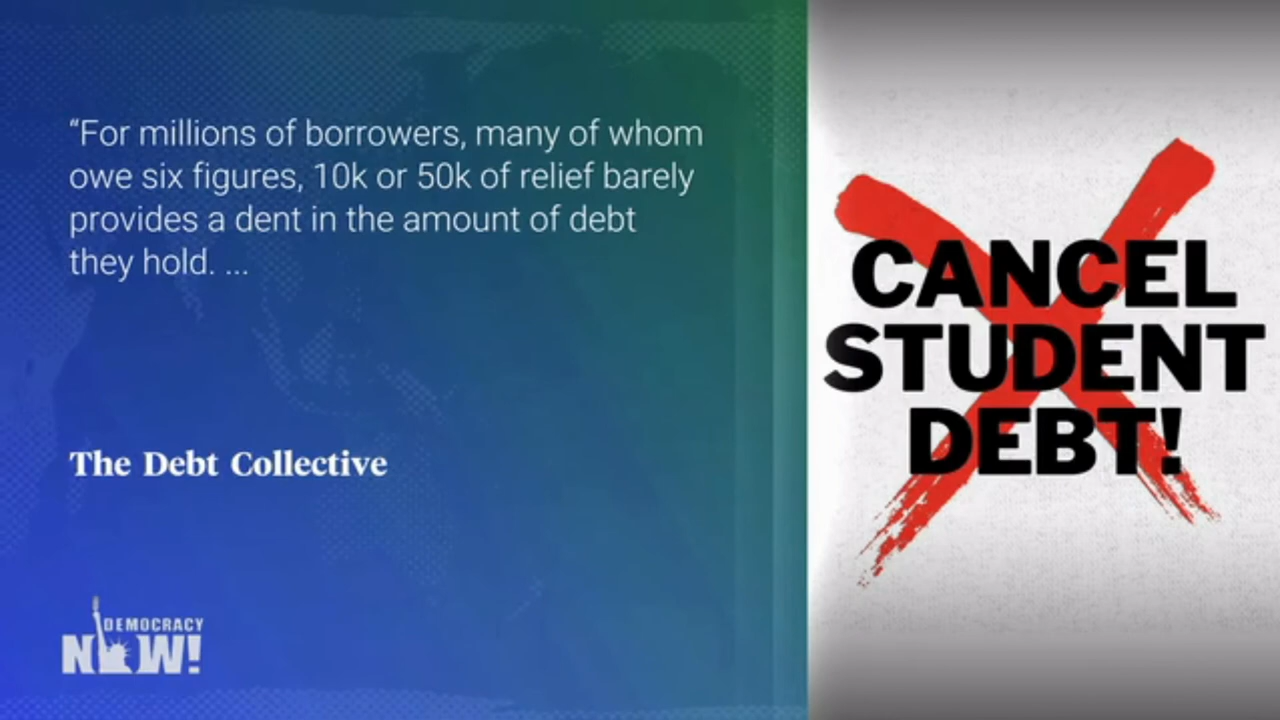 “For millions of borrowers, many of whom
owe six figures, 10k or 50k of relief barely
provides a dent in the amount of debt
they hold. ...
The Debt Collective
DEMOCRACY
NOW!
CANCEL
STUDENT
DEBT!